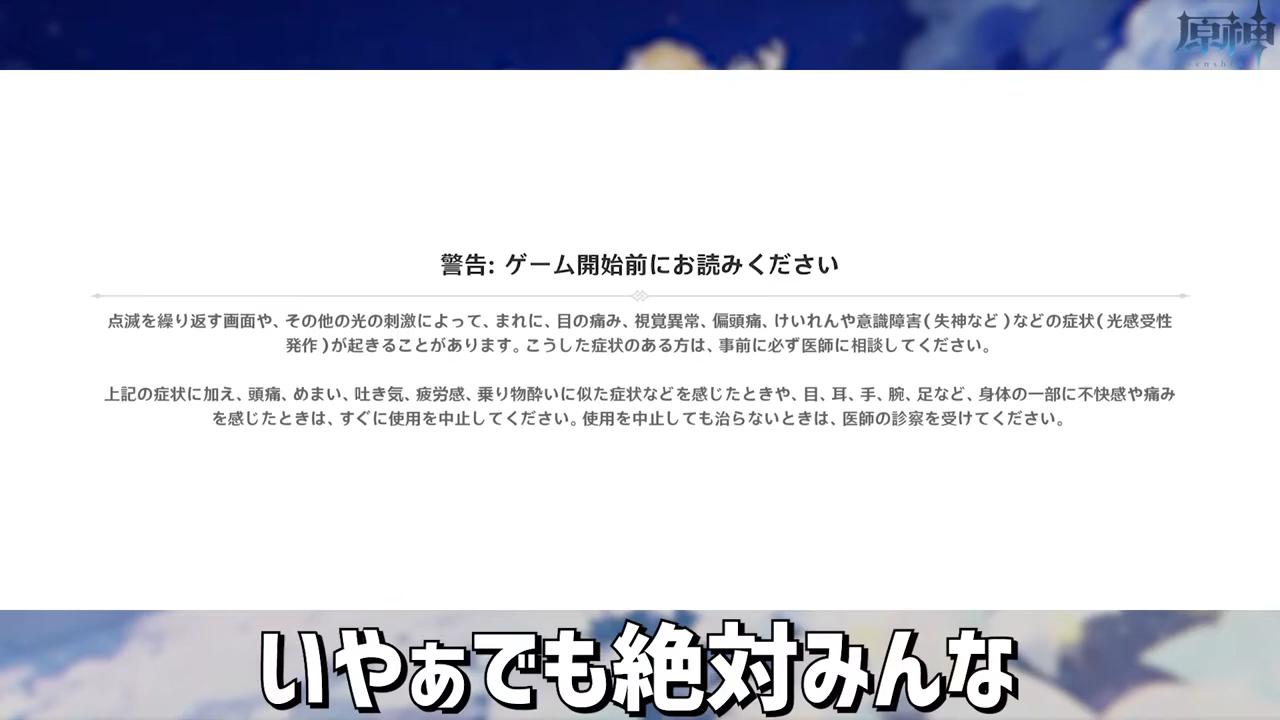 原神
警告: ゲーム開始前にお読みください
点滅を繰り返す画面や、その他の光の刺激によって、まれに、目の痛み、視覚異常、偏頭痛、けいれんや意識障害(失神など)などの症状(光感受性
発作)が起きることがあります。こうした症状のある方は、事前に必ず医師に相談してください。
上記の症状に加え、頭痛、めまい、吐き気、疲労感、乗り物酔いに似た症状などを感じたときや、目、耳、手、腕、足など、身体の一部に不快感や痛み
を感じたときは、すぐに使用を中止してください。使用を中止しても治らないときは、医師の診察を受けてください。
いやぁでも絶対みんな